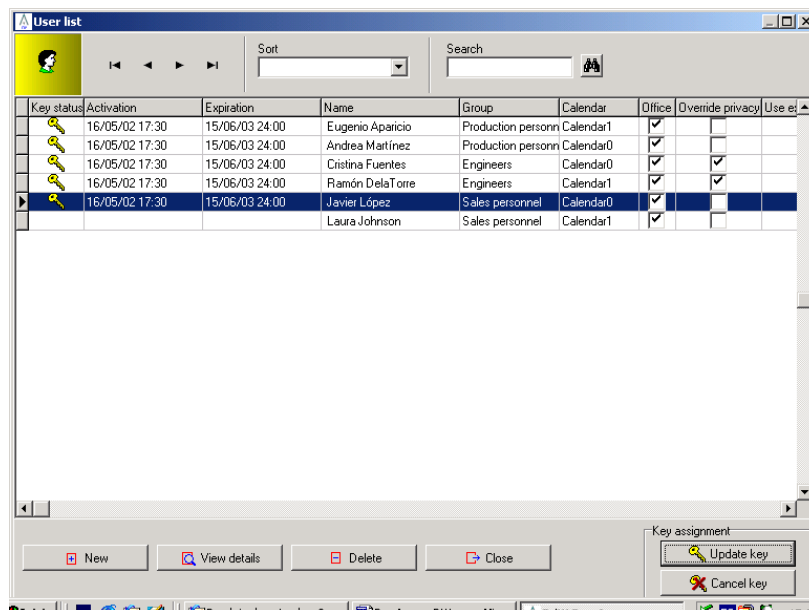 User list
Sort
Search
Key status Activation Expiration Name Group Calendar Office Override privacy Use
16/05/02 17:30 15/06/03 24:00 Eugenio Aparicio Production personn Calendar1
16/05/02 17:30 15/06/03 24:00 Andrea Martínez Production personn Calendar0
16/05/02 17:30 15/06/03 24:00 Cristina Fuentes Engineers Calendar0
16/05/02 17:30 15/06/03 24:00 Ramón DelaTorre Engineers Calendar1
16/05/02 17:30 15/06/03 24:00 Javier López Sales personnel Calendar0
Laura Johnson Sales personnel Calendar1
Key assignment
New View details Delete Close Update key
Cancel key